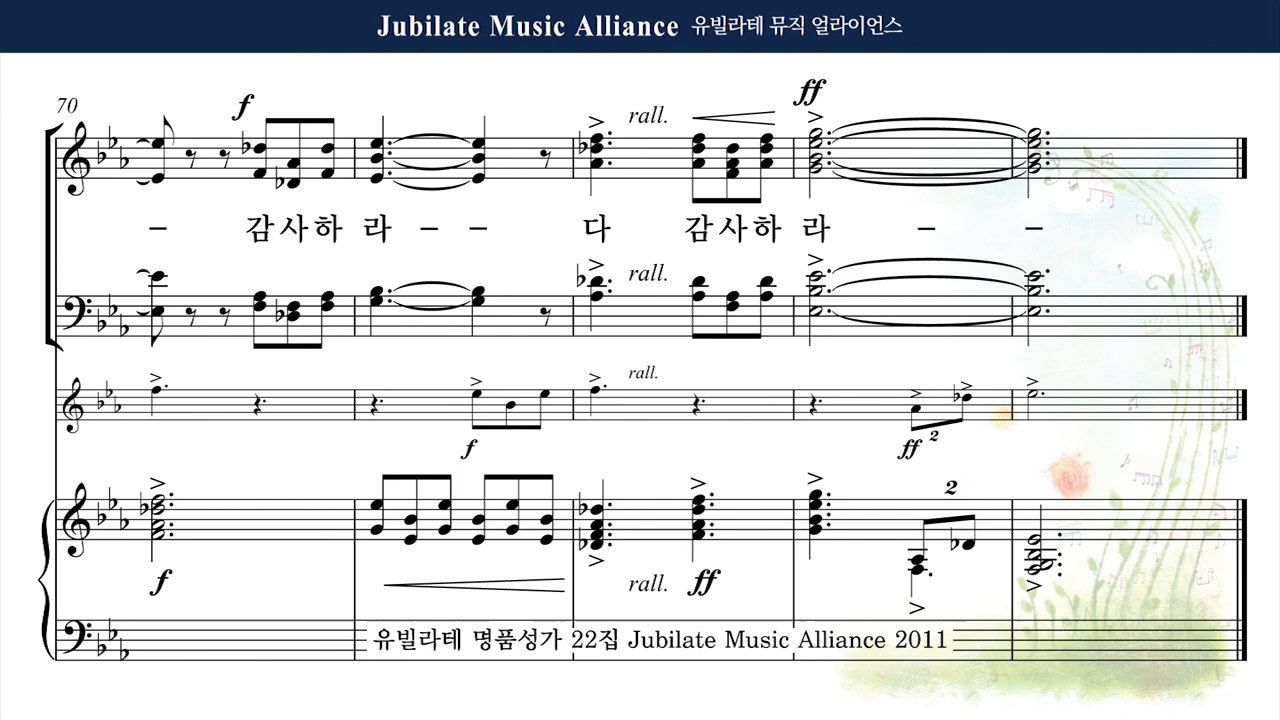 Jubilate Music Alliance 유빌라테 뮤직 얼라이언스
70 f rall. ff
– 감사하 라 – – 다 감사하 라 – –
rall.
rall.
f ff 2
2
f rall. ff
유빌라테 명품성가 22집 Jubilate Music Alliance 2011